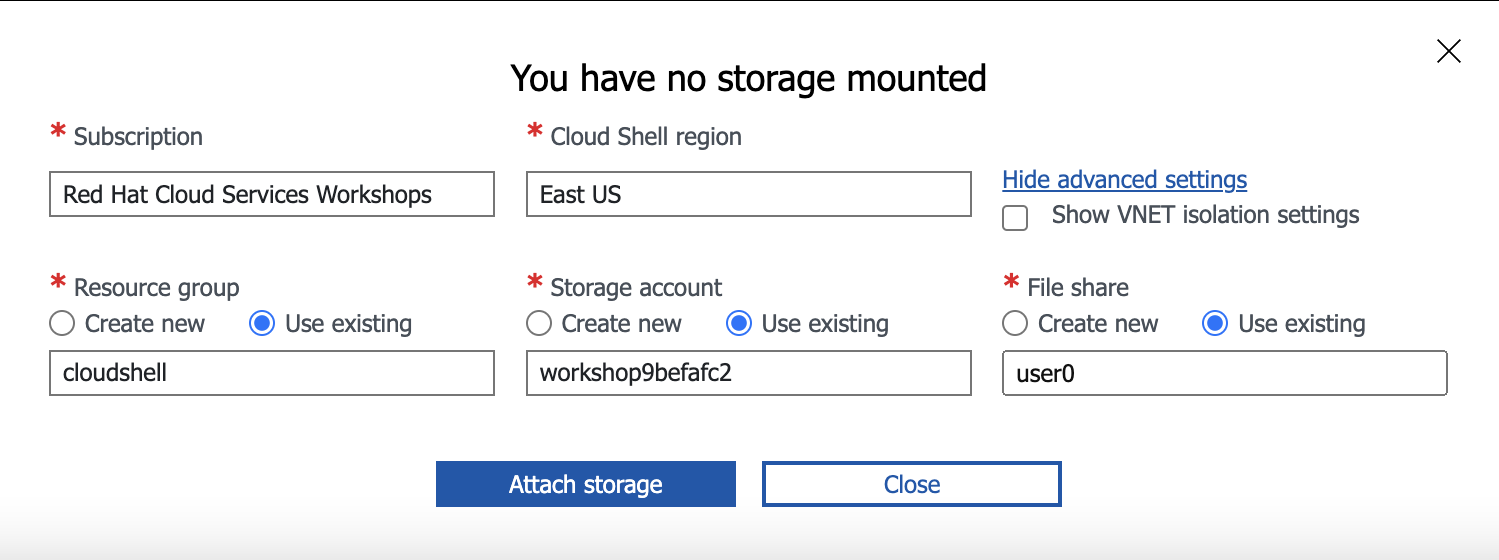 You have no storage mounted
* Subscription
* Cloud Shell region
Red Hat Cloud Services Workshops
East US
Hide advanced settings
Show VNET isolation settings
* Resource group
* Storage account
* File share
Create new Use existing
Create new Use existing
Create new Use existing
cloudshell
workshop9befafc2
user0
Attach storage
Close